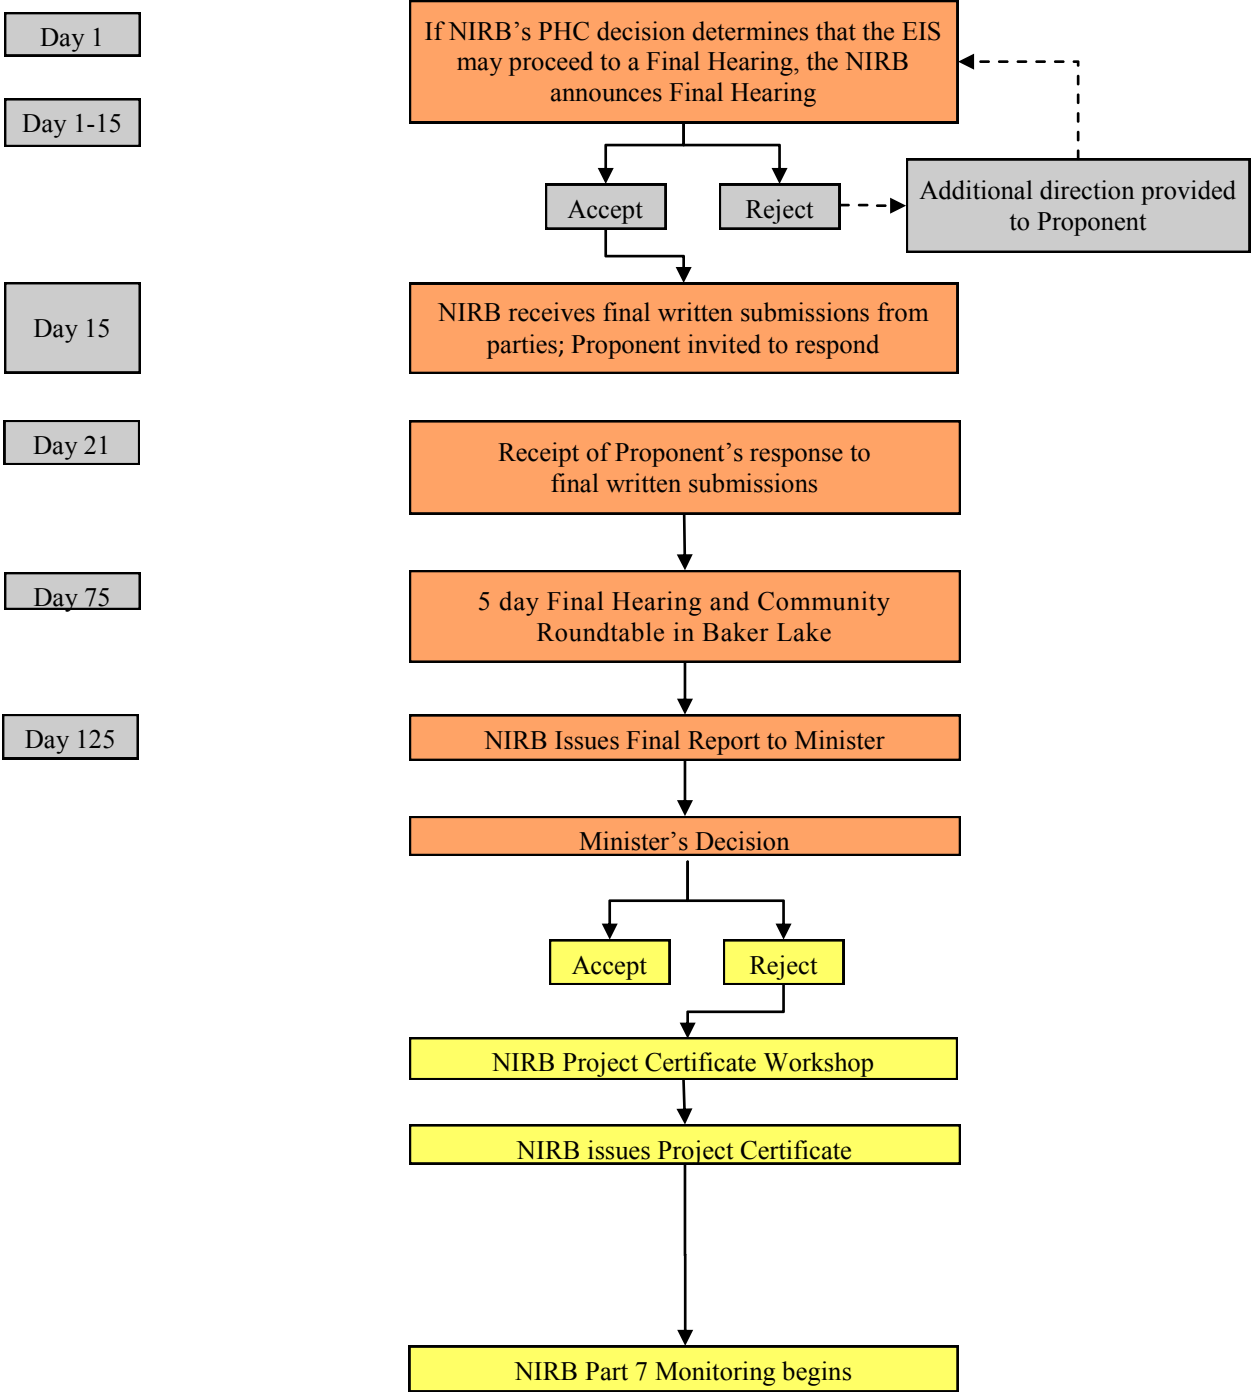 Day 1
If NIRB’s PHC decision determines that the EIS
may proceed to a Final Hearing, the NIRB
announces Final Hearing
Day 1-15
Accept
Reject
Additional direction provided
to Proponent
Day 15
NIRB receives final written submissions from
parties; Proponent invited to respond
Day 21
Receipt of Proponent’s response to
final written submissions
Day 75
5 day Final Hearing and Community
Roundtable in Baker Lake
Day 125
NIRB Issues Final Report to Minister
Minister’s Decision
Accept
Reject
NIRB Project Certificate Workshop
NIRB issues Project Certificate
NIRB Part 7 Monitoring begins